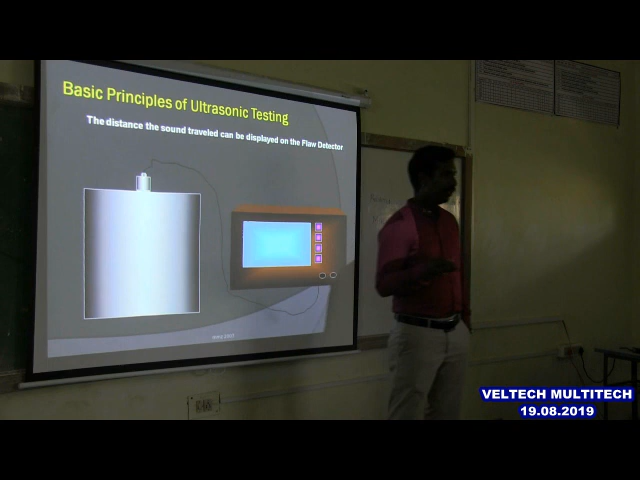 Basic Principles of Ultrasonic Testing
The distance the sound traveled can be displayed on the Flaw Detector
VELTECH MULTITECH
19.08.2019